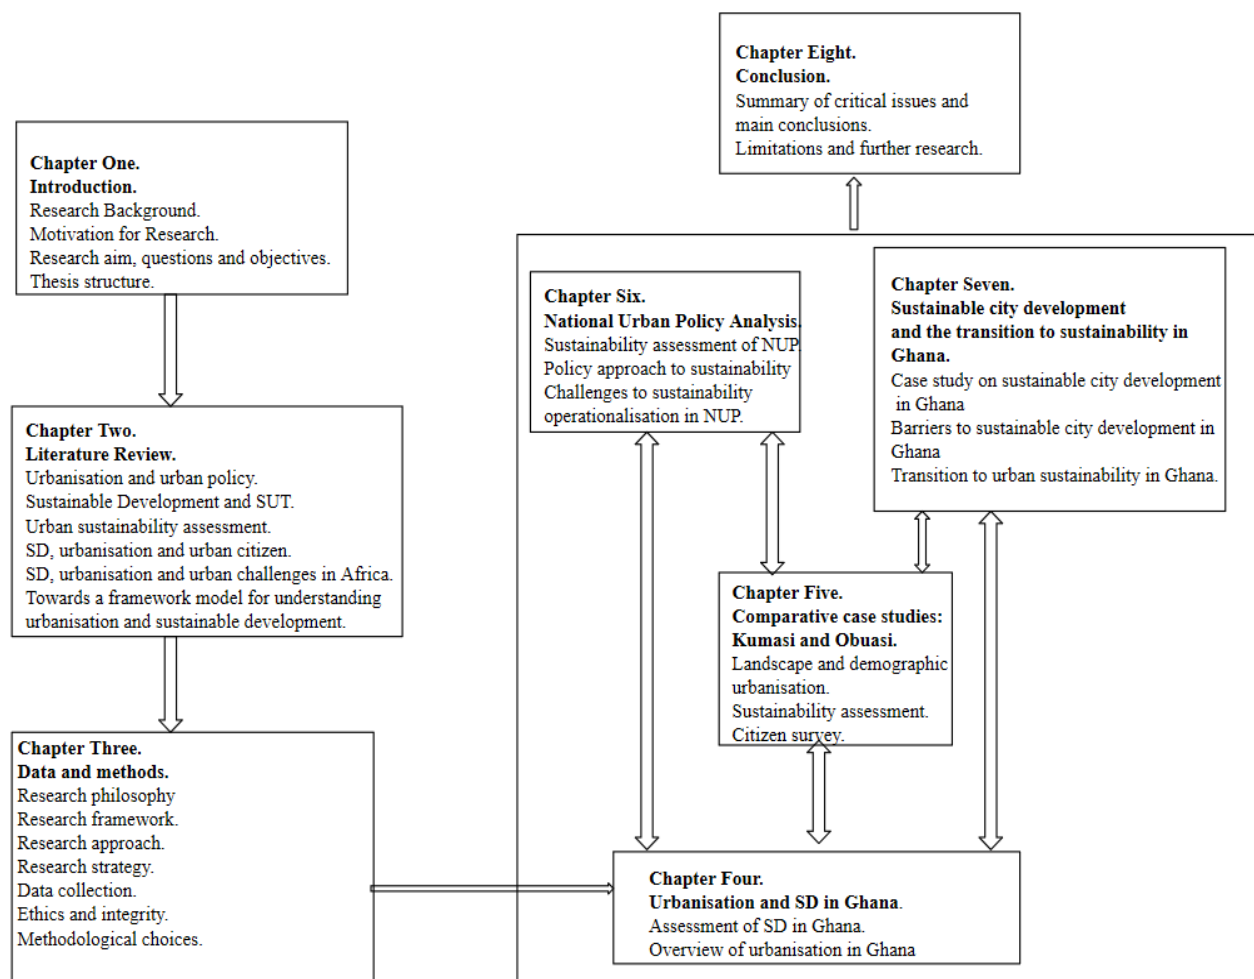 Chapter One.
Introduction.
Research Background.
Motivation for Research.
Research aim, questions and objectives.
Thesis structure.
Chapter Two.
Literature Review.
Urbanisation and urban policy.
Sustainable Development and SUT.
Urban sustainability assessment.
SD, urbanisation and urban citizen.
SD, urbanisation and urban challenges in Africa.
Towards a framework model for understanding
urbanisation and sustainable development.
Chapter Three.
Data and methods.
Research philosophy
Research framework.
Research approach.
Research strategy.
Data collection.
Ethics and integrity.
Methodological choices.
Chapter Four.
Urbanisation and SD in Ghana.
Assessment of SD in Ghana.
Overview of urbanisation in Ghana
Chapter Five.
Comparative case studies:
Kumasi and Obuasi.
Landscape and demographic
urbanisation.
Sustainability assessment.
Citizen survey.
Chapter Six.
National Urban Policy Analysis.
Sustainability assessment of NUP.
Policy approach to sustainability
Challenges to sustainability
operationalisation in NUP.
Chapter Seven.
Sustainable city development
and the transition to sustainability in
Ghana.
Case study on sustainable city development
in Ghana
Barriers to sustainable city development in
Ghana
Transition to urban sustainability in Ghana.
Chapter Eight.
Conclusion.
Summary of critical issues and
main conclusions.
Limitations and further research.